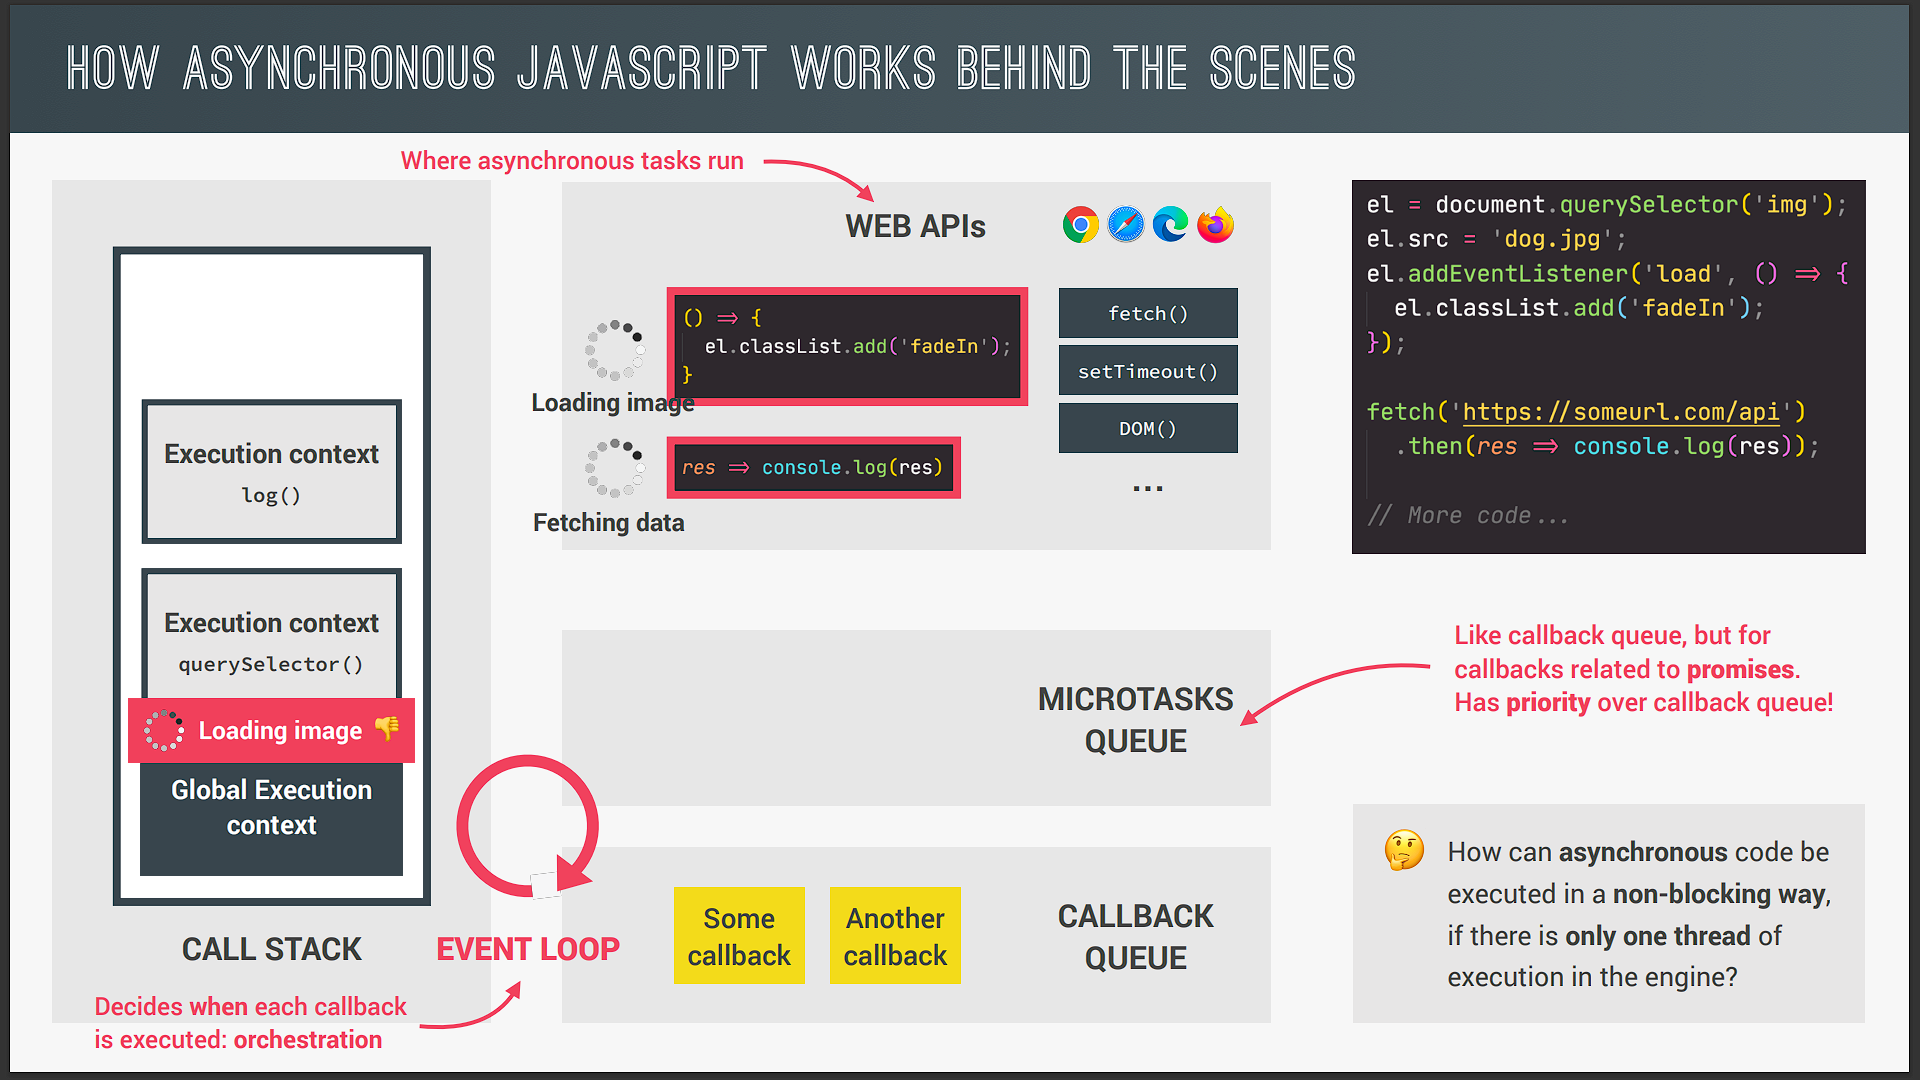 HOW ASYNCHRONOUS JAVASCRIPT WORKS BEHIND THE SCENES
Where asynchronous tasks run
WEB APIs
() => {
el.classList.add('fadeIn');
}
Loading image
res => console.log(res)
Fetching data
fetch()
setTimeout()
DOM()
...
el = document.querySelector('img');
el.src = 'dog.jpg';
el.addEventListener('load', () => {
el.classList.add('fadeIn');
});
fetch('https://someurl.com/api')
.then(res => console.log(res));
// More code...
Execution context
log()
Execution context
querySelector()
Loading image
Global Execution
context
CALL STACK
EVENT LOOP
Decides when each callback
is executed: orchestration
MICROTASKS
QUEUE
Like callback queue, but for
callbacks related to promises.
Has priority over callback queue!
Some
callback
Another
callback
CALLBACK
QUEUE
How can asynchronous code be
executed in a non-blocking way,
if there is only one thread of
execution in the engine?